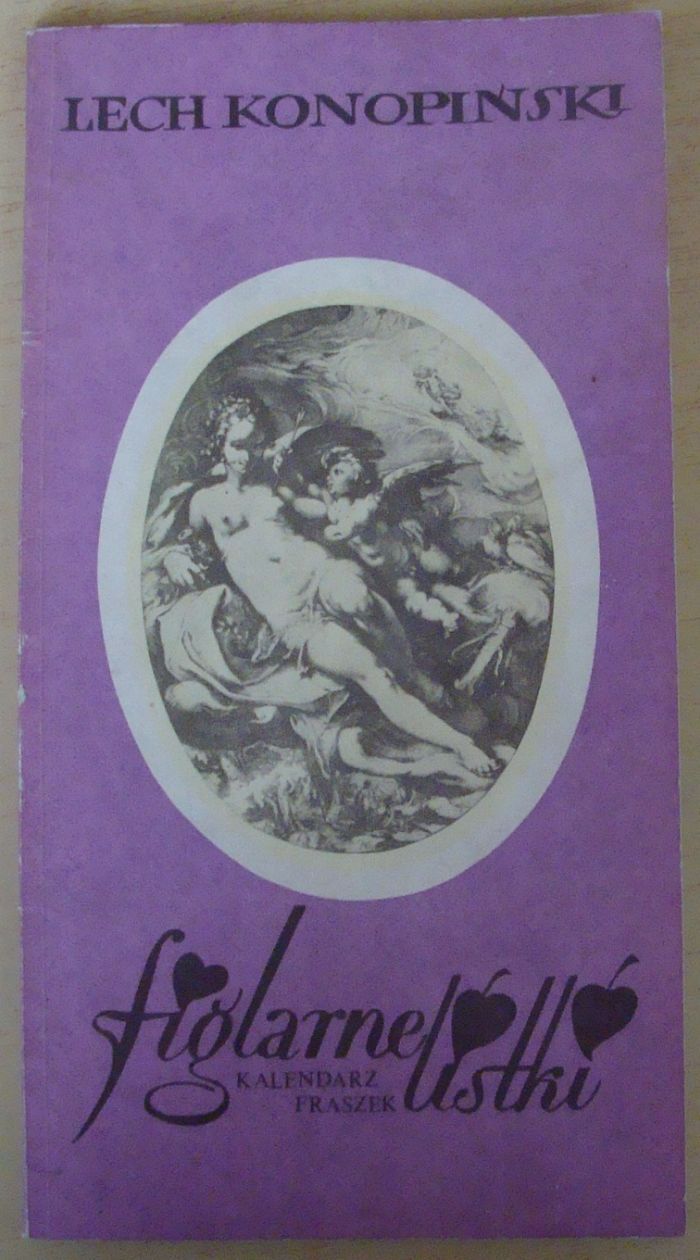 LECH KONOPIŃSKI
figlarne listki
KALENDARZ
FRASZEK